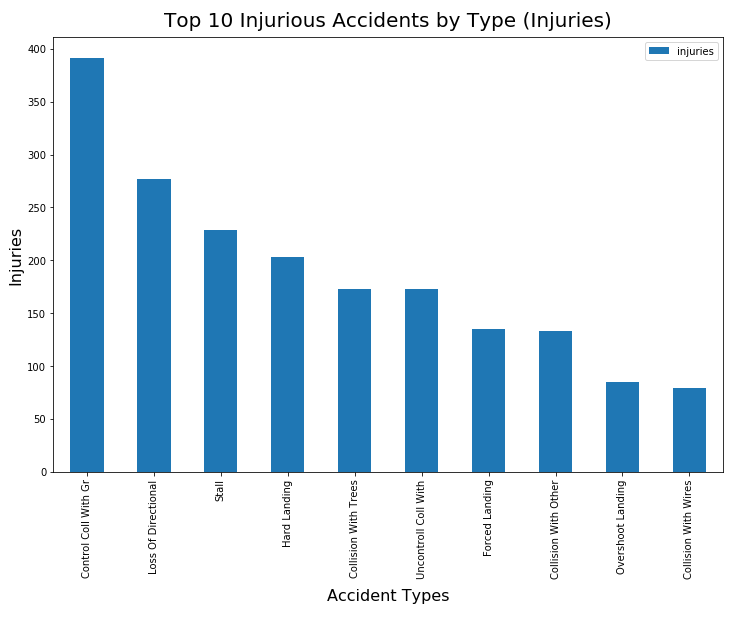 Top 10 Injurious Accidents by Type (Injuries)
injuries
400
350
300
250
200
150
100
50
0
Injuries
Control Coll With Gr
Loss Of Directional
Stall
Hard Landing
Collision With Trees
Uncontroll Coll With
Forced Landing
Collision With Other
Overshoot Landing
Collision With Wires
Accident Types